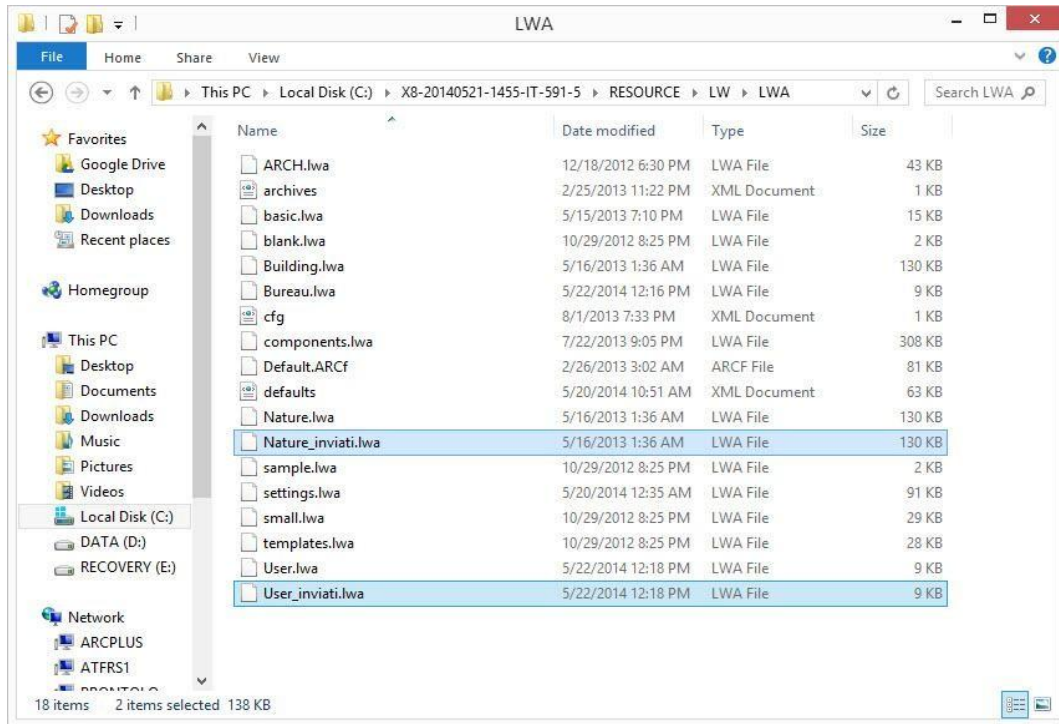 LWA
File Home Share View
This PC Local Disk (C:) X8-20140521-1455-IT-591-5 RESOURCE LW LWA Search LWA
Favorites
Google Drive
Desktop
Downloads
Recent places
Homegroup
This PC
Desktop
Documents
Downloads
Music
Pictures
Videos
Local Disk (C:)
DATA (D:)
RECOVERY (E:)
Network
ARCPLUS
ATFRS1
Name Date modified Type Size
ARCH.lwa 12/18/2012 6:30 PM LWA File 43 KB
archives 2/25/2013 11:22 PM XML Document 1 KB
basic.lwa 5/15/2013 7:10 PM LWA File 15 KB
blank.lwa 10/29/2012 8:25 PM LWA File 2 KB
Building.lwa 5/16/2013 1:36 AM LWA File 130 KB
Bureau.lwa 5/22/2014 12:16 PM LWA File 9 KB
cfg 8/1/2013 7:33 PM XML Document 1 KB
components.lwa 7/22/2013 9:05 PM LWA File 308 KB
Default.ARCf 2/26/2013 3:02 AM ARCF File 81 KB
defaults 5/20/2014 10:51 AM XML Document 63 KB
Nature.lwa 5/16/2013 1:36 AM LWA File 130 KB
Nature_inviati.lwa 5/16/2013 1:36 AM LWA File 130 KB
sample.lwa 10/29/2012 8:25 PM LWA File 2 KB
settings.lwa 5/20/2014 12:35 AM LWA File 91 KB
small.lwa 10/29/2012 8:25 PM LWA File 29 KB
templates.lwa 10/29/2012 8:25 PM LWA File 28 KB
User.lwa 5/22/2014 12:18 PM LWA File 9 KB
User_inviati.lwa 5/22/2014 12:18 PM LWA File 9 KB
18 items 2 items selected 138 KB